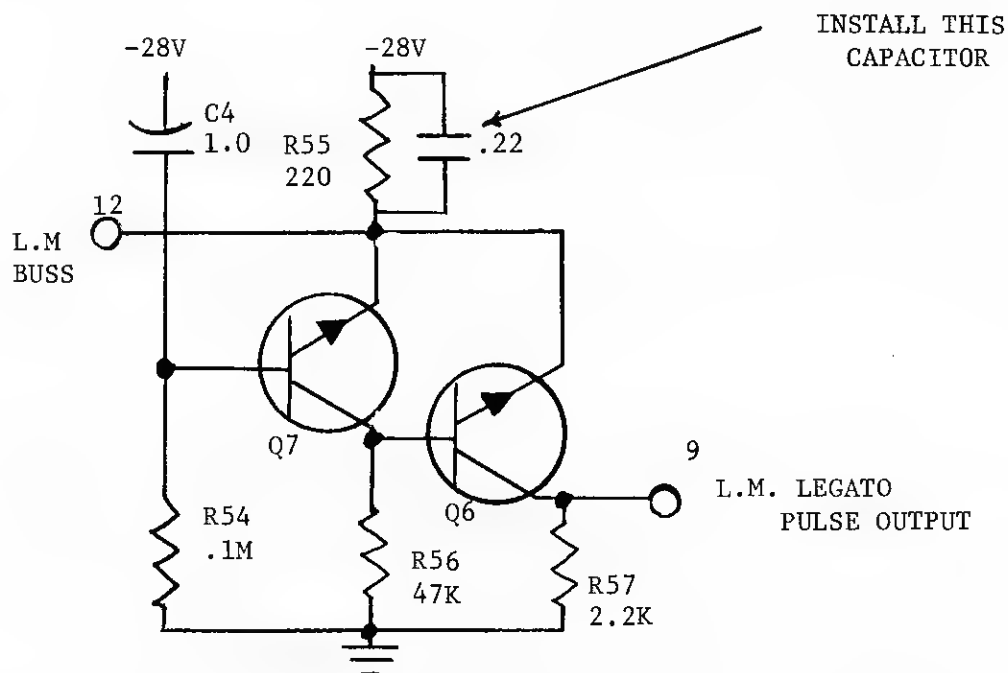 INSTALL THIS
CAPACITOR
-28V
-28V
C4
1.0
R55
220
.22
12
L.M
BUSS
Q7
Q6
9
L.M. LEGATO
PULSE OUTPUT
R54
.1M
R56
47K
R57
2.2K